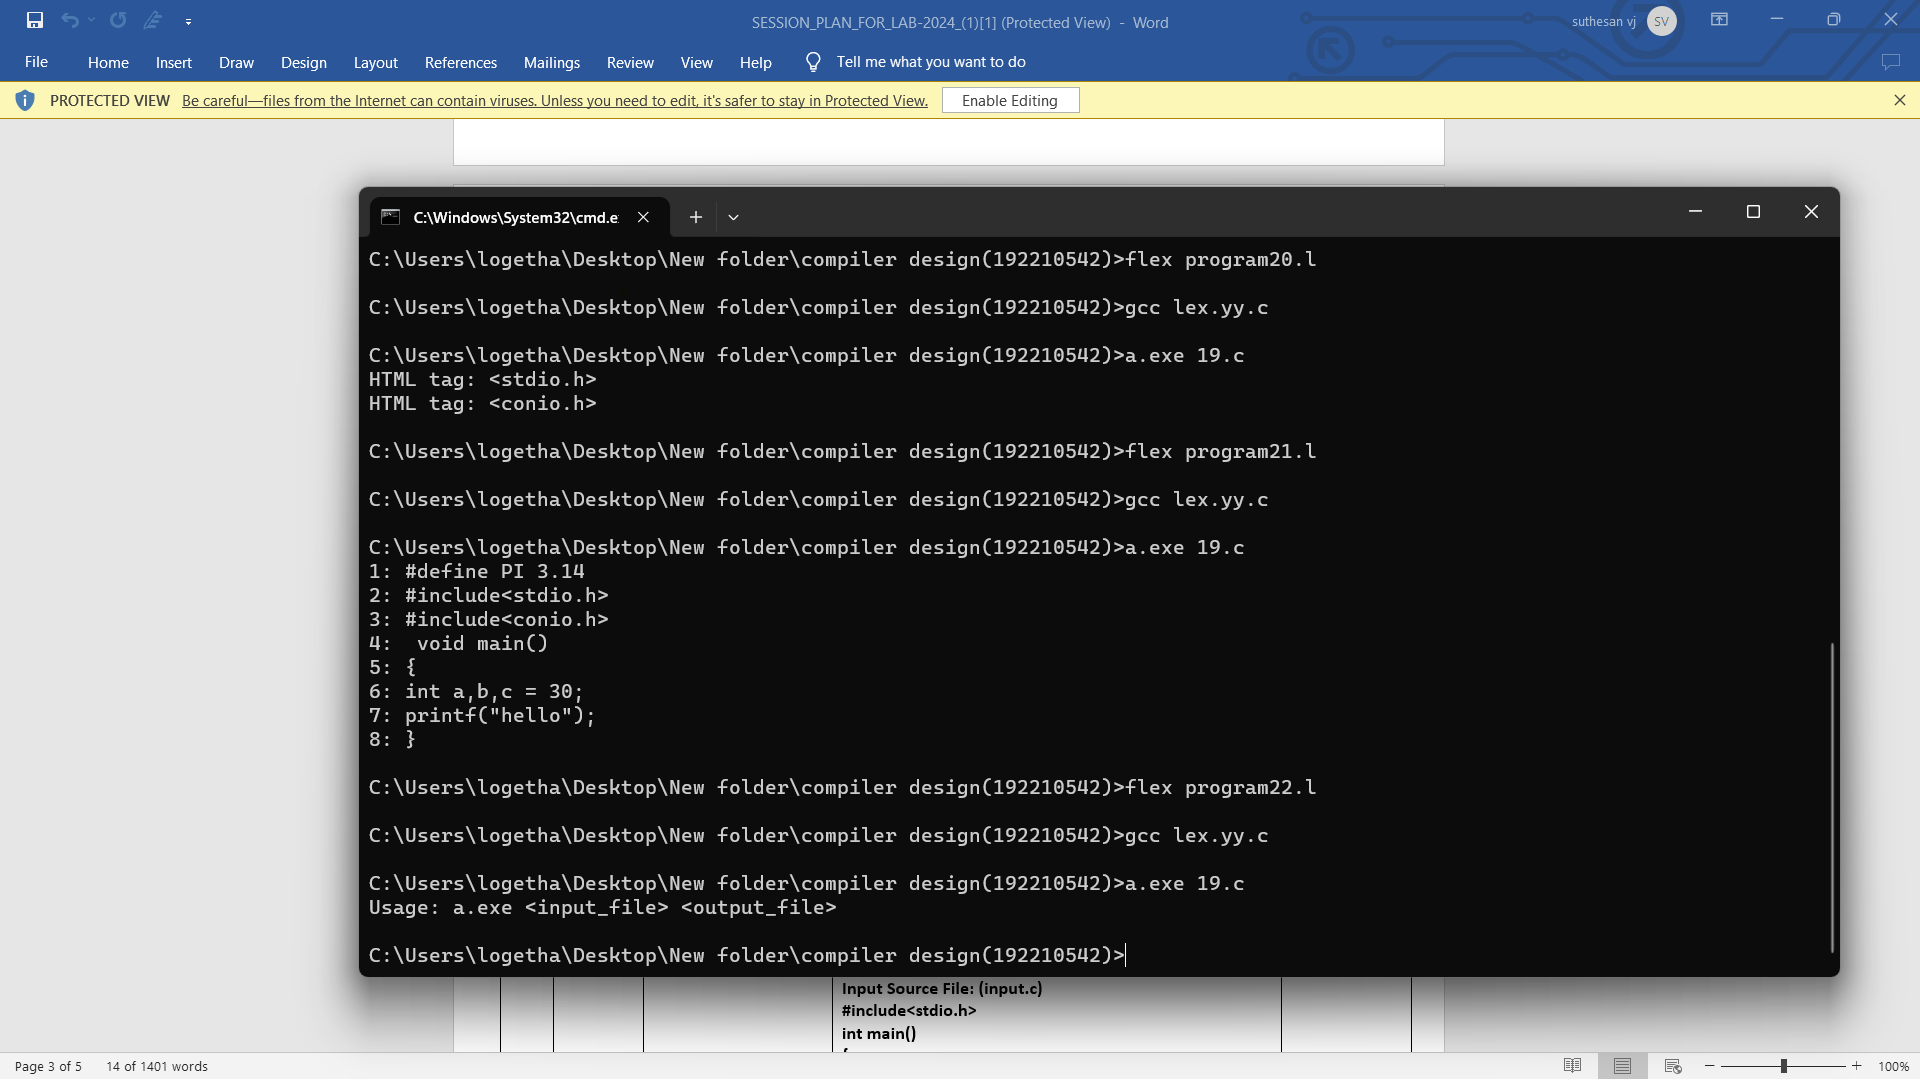 SESSION_PLAN_FOR_LAB-2024_(1)[1] (Protected View) - Word
suthesan vj SV
File Home Insert Draw Design Layout References Mailings Review View Help Tell me what you want to do
PROTECTED VIEW Be careful—files from the Internet can contain viruses. Unless you need to edit, it's safer to stay in Protected View. Enable Editing
C:\Windows\System32\cmd.e
C:\Users\logetha\Desktop\New folder\compiler design(192210542)>flex program20.l
C:\Users\logetha\Desktop\New folder\compiler design(192210542)>gcc lex.yy.c
C:\Users\logetha\Desktop\New folder\compiler design(192210542)>a.exe 19.c
HTML tag: <stdio.h>
HTML tag: <conio.h>
C:\Users\logetha\Desktop\New folder\compiler design(192210542)>flex program21.l
C:\Users\logetha\Desktop\New folder\compiler design(192210542)>gcc lex.yy.c
C:\Users\logetha\Desktop\New folder\compiler design(192210542)>a.exe 19.c
1: #define PI 3.14
2: #include<stdio.h>
3: #include<conio.h>
4:  void main()
5: {
6: int a,b,c = 30;
7: printf("hello");
8: }
C:\Users\logetha\Desktop\New folder\compiler design(192210542)>flex program22.l
C:\Users\logetha\Desktop\New folder\compiler design(192210542)>gcc lex.yy.c
C:\Users\logetha\Desktop\New folder\compiler design(192210542)>a.exe 19.c
Usage: a.exe <input_file> <output_file>
C:\Users\logetha\Desktop\New folder\compiler design(192210542)>
Input Source File: (input.c)
#include<stdio.h>
int main()
{
Page 3 of 5 14 of 1401 words 100%